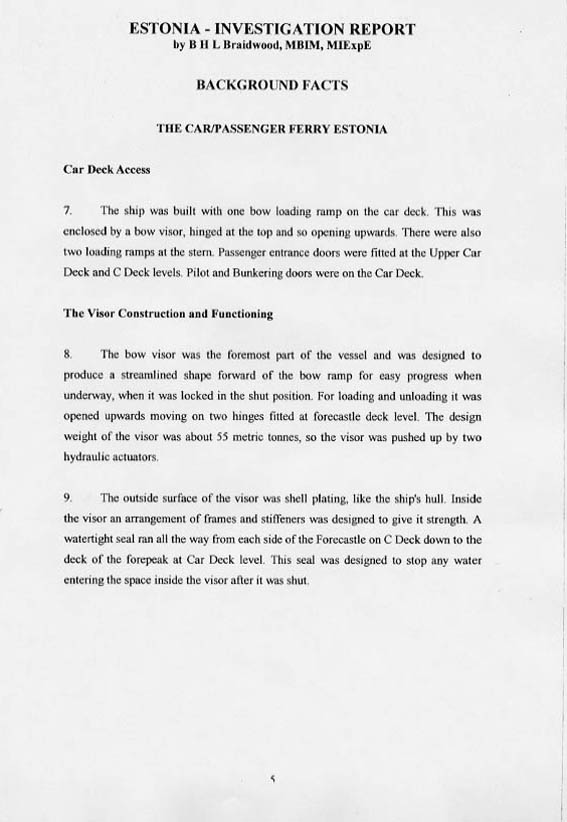 ESTONIA - INVESTIGATION REPORT
by B H L Braidwood, MBIM, MIExpE
BACKGROUND FACTS
THE CAR/PASSENGER FERRY ESTONIA
Car Deck Access
7. The ship was built with one bow loading ramp on the car deck. This was
enclosed by a bow visor, hinged at the top and so opening upwards. There were also
two loading ramps at the stern. Passenger entrance doors were fitted at the Upper Car
Deck and C Deck levels. Pilot and Bunkering doors were on the Car Deck.
The Visor Construction and Functioning
8. The bow visor was the foremost part of the vessel and was designed to
produce a streamlined shape forward of the bow ramp for easy progress when
underway, when it was locked in the shut position. For loading and unloading it was
opened upwards moving on two hinges fitted at forecastle deck level. The design
weight of the visor was about 55 metric tonnes, so the visor was pushed up by two
hydraulic actuators.
9. The outside surface of the visor was shell plating, like the ship's hull. Inside
the visor an arrangement of frames and stiffeners was designed to give it strength. A
watertight seal ran all the way from each side of the Forecastle on C Deck down to the
deck of the forepeak at Car Deck level. This seal was designed to stop any water
entering the space inside the visor after it was shut.
5